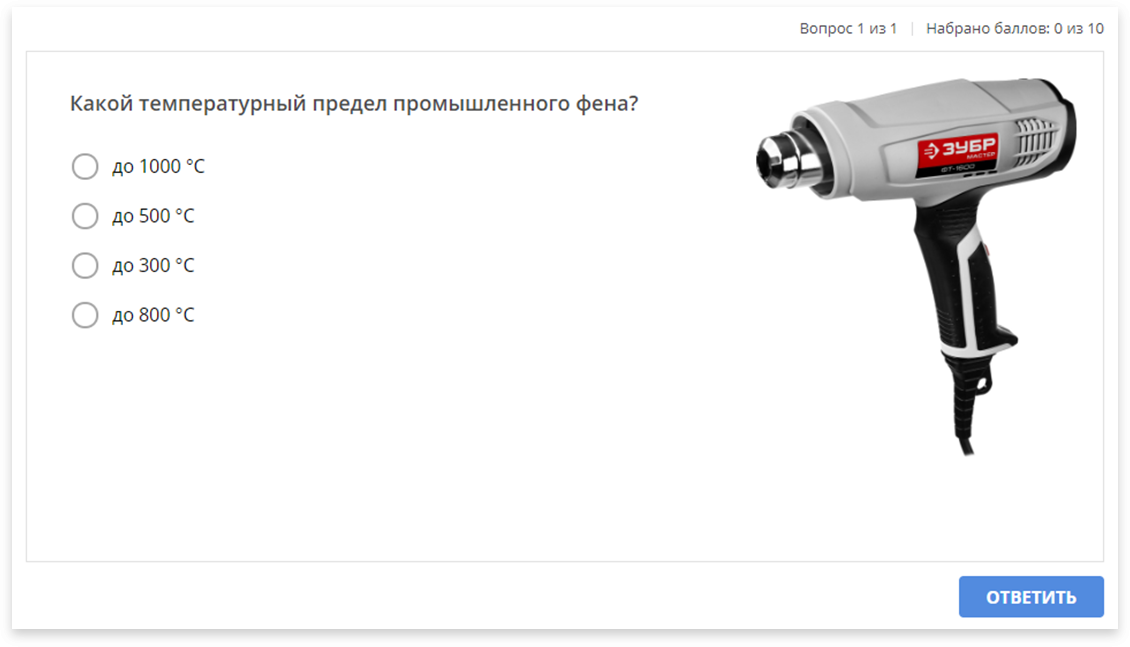 Вопрос 1 из 1 | Набрано баллов: 0 из 10
Какой температурный предел промышленного фена?
до 1000 °C
до 500 °C
до 300 °C
до 800 °C
ЗУБР
МАСТЕР
ФТ-1600
ОТВЕТИТЬ